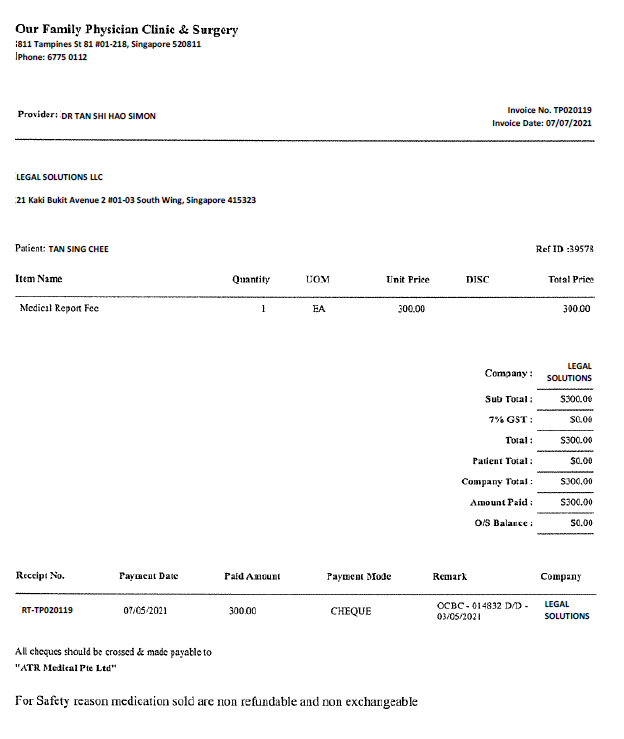 Our Family Physician Clinic & Surgery
811 Tampines St 81 #01-218, Singapore 520811
Phone: 6775 0112
Provider: DR TAN SHI HAO SIMON
Invoice No. TP020119
Invoice Date: 07/07/2021
LEGAL SOLUTIONS LLC
21 Kaki Bukit Avenue 2 #01-03 South Wing, Singapore 415323
Patient: TAN SING CHEE Ref ID :39578
Item Name Quantity UOM Unit Price DISC Total Price
Medical Report Fee 1 EA 300.00 300.00
Company : LEGAL SOLUTIONS
Sub Total : $300.00
7% GST : $0.00
Total : $300.00
Patient Total : $0.00
Company Total : $300.00
Amount Paid : $300.00
O/S Balance : $0.00
Receipt No. Payment Date Paid Amount Payment Mode Remark Company
RT-TP020119 07/05/2021 300.00 CHEQUE OCBC - 014832 D/D - 03/05/2021 LEGAL SOLUTIONS
All cheques should be crossed & made payable to
"ATR Medical Pte Ltd"
For Safety reason medication sold are non refundable and non exchangeable